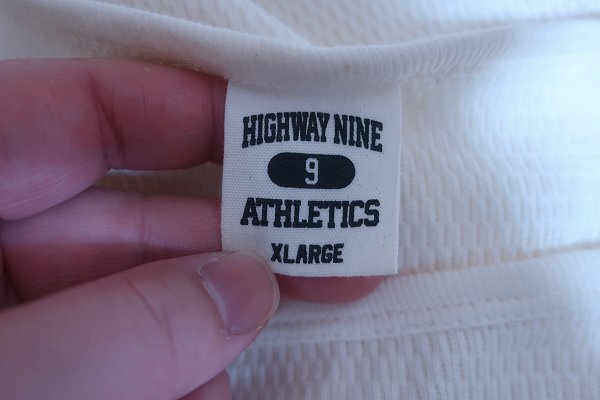 HIGHWAY NINE
9
ATHLETICS
XLARGE